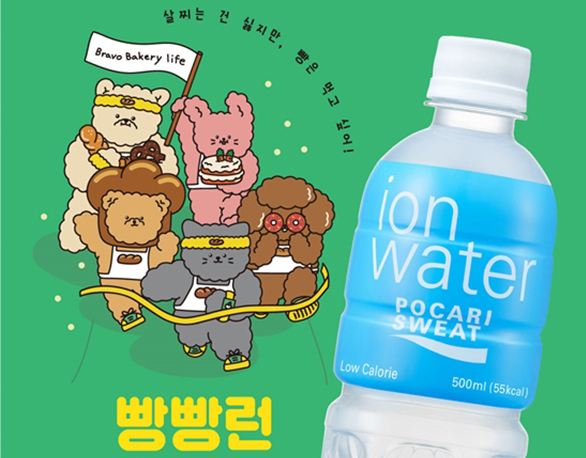 살찌는 건 싫지만, 빵은 먹고 싶어!
Bravo Bakery life
ion
water
POCARI
SWEAT
Low Calorie
500ml (55kcal)
빵빵런